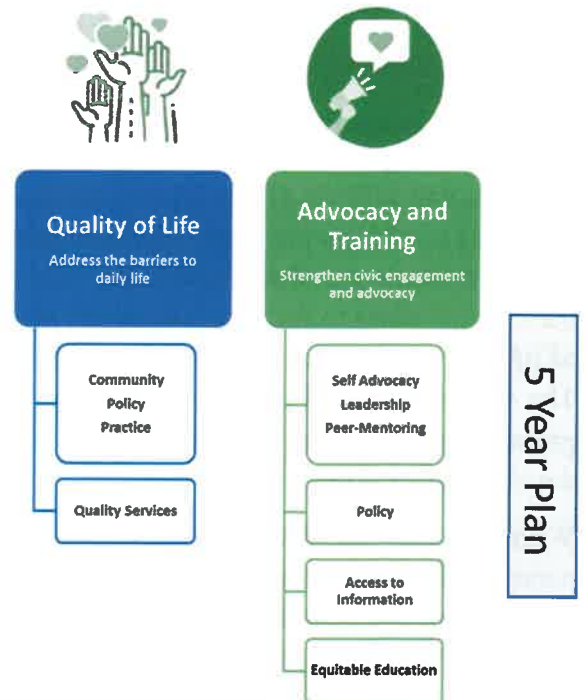 Quality of Life
Address the barriers to
daily life
Community
Policy
Practice
Quality Services
Advocacy and
Training
Strengthen civic engagement
and advocacy
Self Advocacy
Leadership
Peer-Mentoring
Policy
Access to
Information
Equitable Education
5 Year Plan